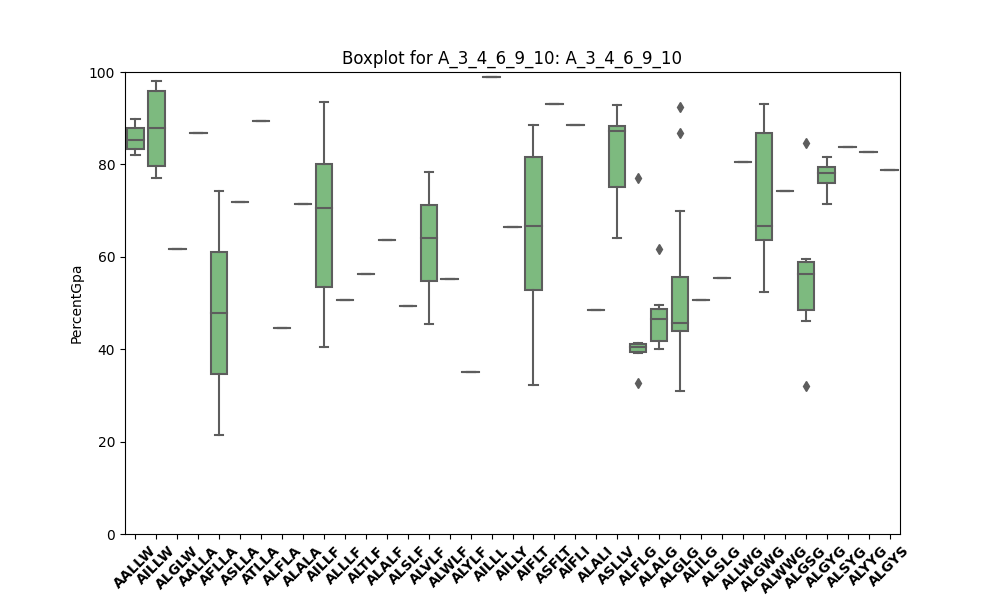 Boxplot for A_3_4_6_9_10: A_3_4_6_9_10
PercentGpa
100
80
60
40
20
0
AALLW
AILLW
ALGLW
AALLA
AFLLA
ASLLA
ATLLA
ALFLA
ALALA
AILLF
ALLLF
ALTLF
ALALF
ALSLF
ALVLF
ALWLF
ALYLF
AILLL
AILLY
AIFLT
ASFLT
AIFLI
ALALI
ASLLV
ALFLG
ALALG
ALGLG
ALILG
ALSLG
ALLWG
ALGWG
ALWWG
ALGSG
ALGYG
ALSYG
ALYYG
ALGYS